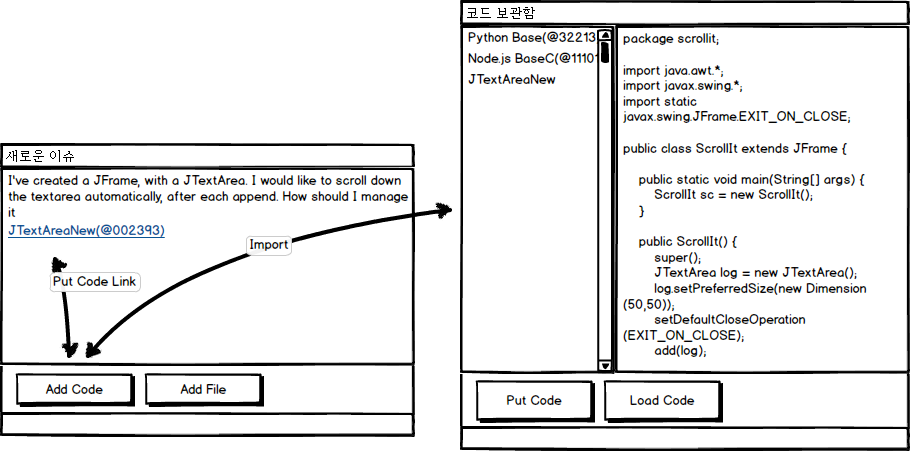 새로운 이슈
I've created a JFrame, with a JTextArea. I would like to scroll down
the textarea automatically, after each append. How should I manage
it
JTextAreaNew(@002393)
Import
Put Code Link
Add Code
Add File
코드 보관함
Python Base(@32213
Node.js BaseC(@11101
JTextAreaNew
package scrollit;
import java.awt.*;
import javax.swing.*;
import static
javax.swing.JFrame.EXIT_ON_CLOSE;
public class ScrollIt extends JFrame {
public static void main(String[] args) {
ScrollIt sc = new ScrollIt();
}
public ScrollIt() {
super();
JTextArea log = new JTextArea();
log.setPreferredSize(new Dimension
(50,50));
setDefaultCloseOperation
(EXIT_ON_CLOSE);
add(log);
Put Code
Load Code